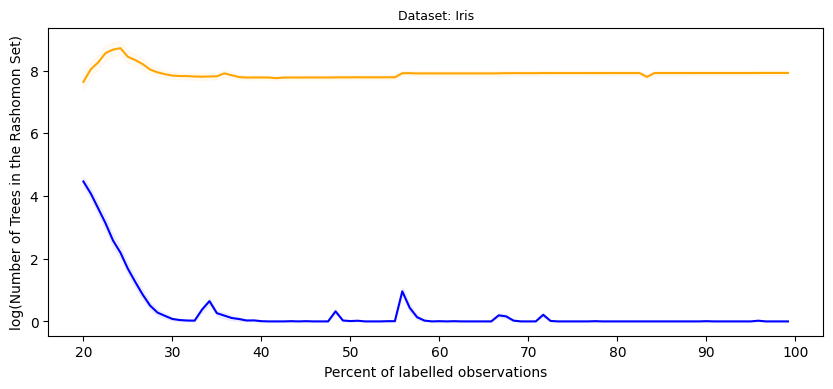 Dataset: Iris
log(Number of Trees in the Rashomon Set)
8
6
4
2
0
20 30 40 50 60 70 80 90 100
Percent of labelled observations